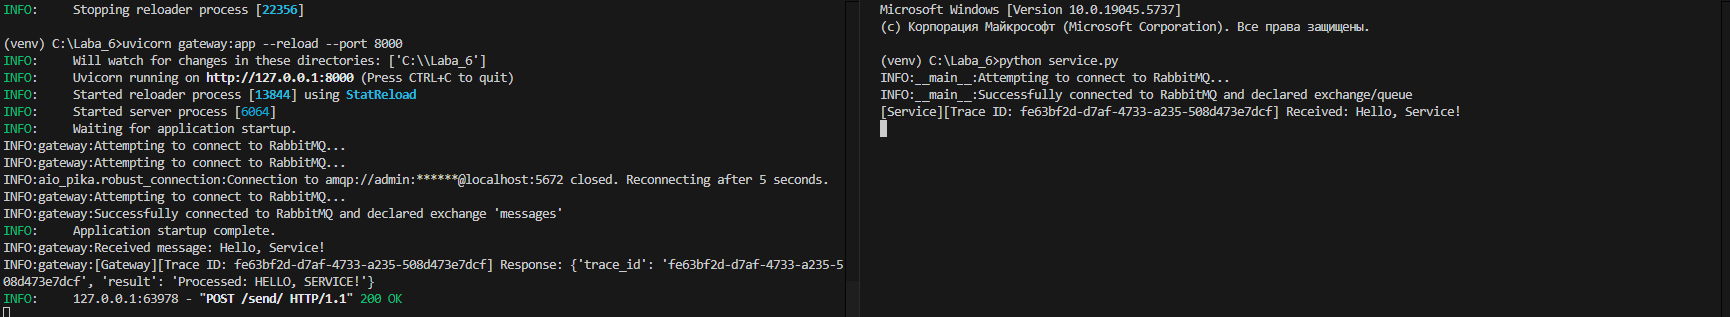 INFO:     Stopping reloader process [22356]
(venv) C:\Laba_6>uvicorn gateway:app --reload --port 8000
INFO:     Will watch for changes in these directories: ['C:\\Laba_6']
INFO:     Uvicorn running on http://127.0.0.1:8000 (Press CTRL+C to quit)
INFO:     Started reloader process [13844] using StatReload
INFO:     Started server process [6064]
INFO:     Waiting for application startup.
INFO:gateway:Attempting to connect to RabbitMQ...
INFO:gateway:Attempting to connect to RabbitMQ...
INFO:aio_pika.robust_connection:Connection to amqp://admin:******@localhost:5672 closed. Reconnecting after 5 seconds.
INFO:gateway:Attempting to connect to RabbitMQ...
INFO:gateway:Successfully connected to RabbitMQ and declared exchange 'messages'
INFO:     Application startup complete.
INFO:gateway:Received message: Hello, Service!
INFO:gateway:[Gateway][Trace ID: fe63bf2d-d7af-4733-a235-508d473e7dcf] Response: {'trace_id': 'fe63bf2d-d7af-4733-a235-5
08d473e7dcf', 'result': 'Processed: HELLO, SERVICE!'}
INFO:     127.0.0.1:63978 - "POST /send/ HTTP/1.1" 200 OK
Microsoft Windows [Version 10.0.19045.5737]
(c) Корпорация Майкрософт (Microsoft Corporation). Все права защищены.
(venv) C:\Laba_6>python service.py
INFO:__main__:Attempting to connect to RabbitMQ...
INFO:__main__:Successfully connected to RabbitMQ and declared exchange/queue
[Service][Trace ID: fe63bf2d-d7af-4733-a235-508d473e7dcf] Received: Hello, Service!